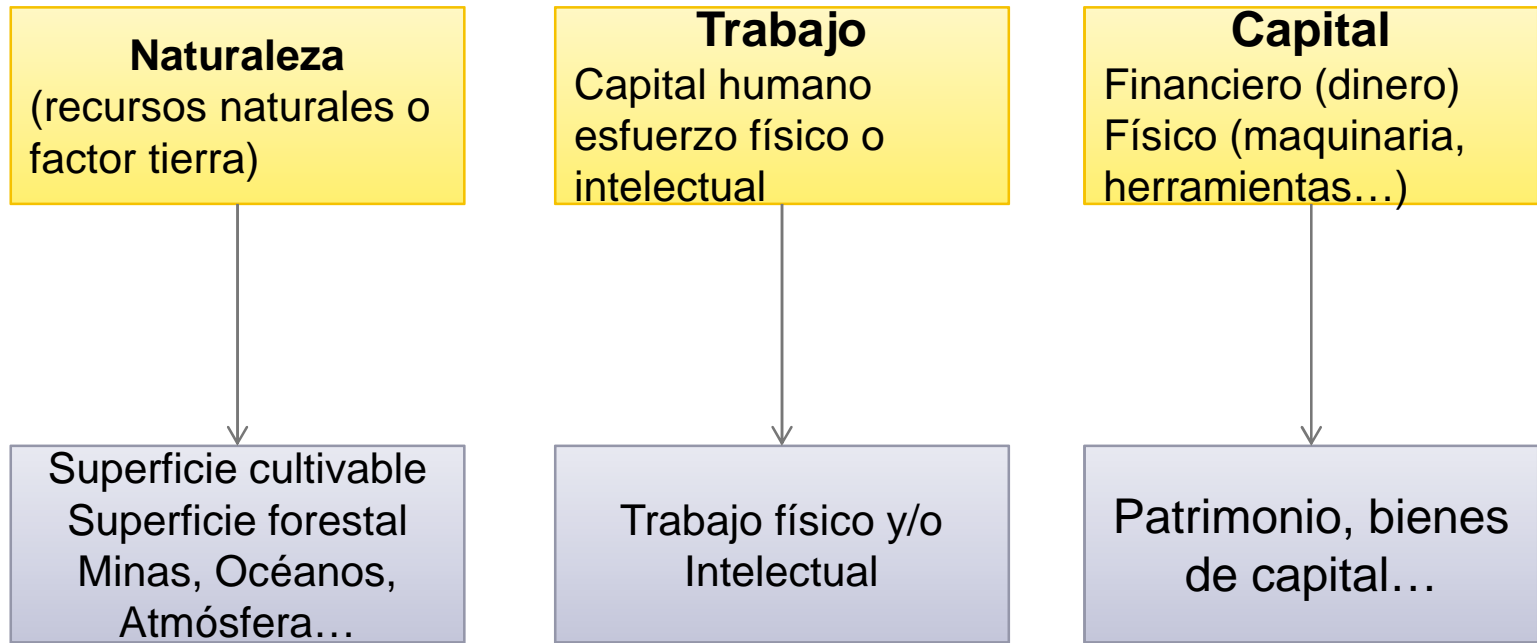 Naturaleza
(recursos naturales o
factor tierra)
Trabajo
Capital humano
esfuerzo físico o
intelectual
Capital
Financiero (dinero)
Físico (maquinaria,
herramientas…)
Superficie cultivable
Superficie forestal
Minas, Océanos,
Atmósfera…
Trabajo físico y/o
Intelectual
Patrimonio, bienes
de capital…